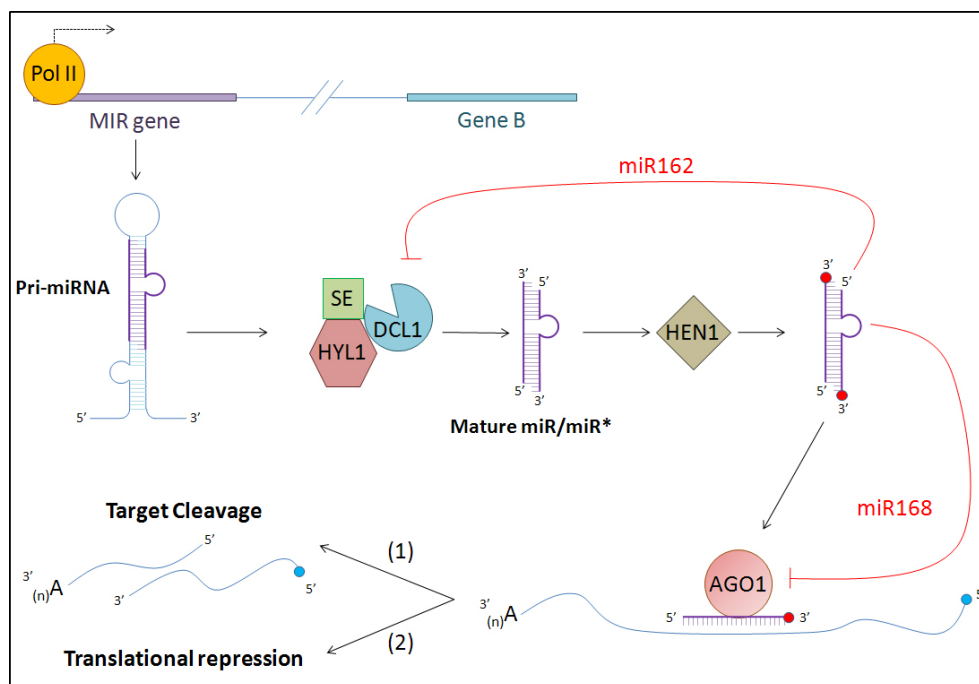 Pol II
MIR gene
Gene B
miR162
Pri-miRNA
SE
DCL1
HYL1
3’
5’
5’
3’
HEN1
3’
5’
5’
3’
5’
3’
Mature miR/miR*
miR168
Target Cleavage
5’
(1)
3’
(n)A
3’
5’
AGO1
3’
(n)A
5’
3’
5’
(2)
Translational repression